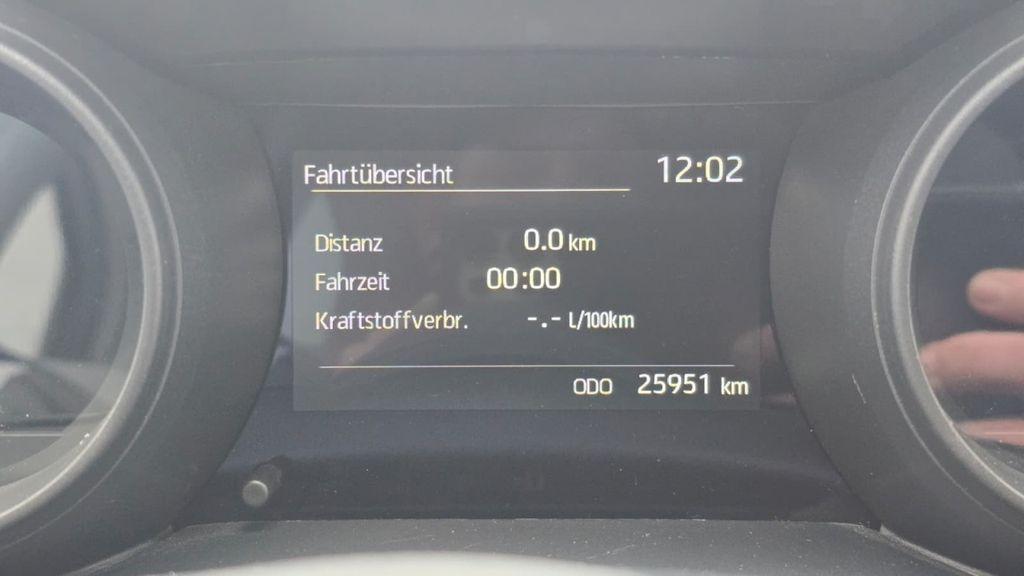 Fahrtübersicht 12:02
Distanz 0.0 km
Fahrzeit 00:00
Kraftstoffverbr. -.- L/100km
ODO 25951 km